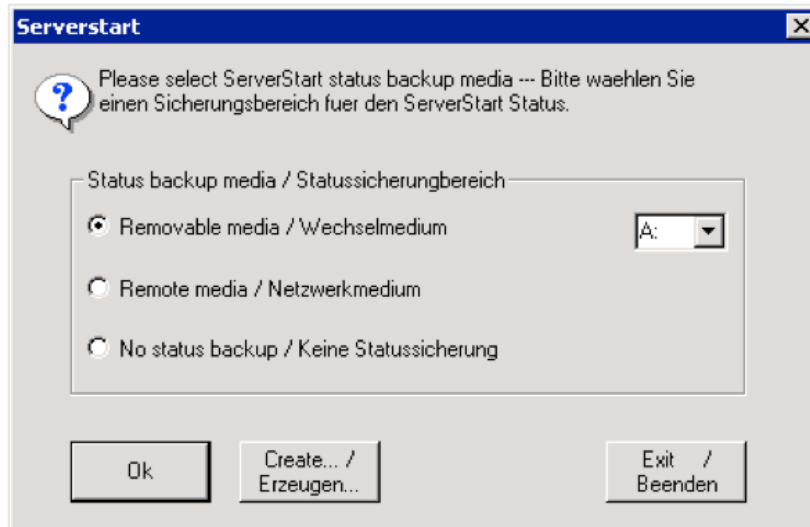 Serverstart
Please select ServerStart status backup media --- Bitte waehlen Sie
einen Sicherungsbereich fuer den ServerStart Status.
Status backup media / Statussicherungbereich
Removable media / Wechselmedium
A:
Remote media / Netzwerkmedium
No status backup / Keine Statussicherung
Ok
Create... /
Erzeugen...
Exit /
Beenden